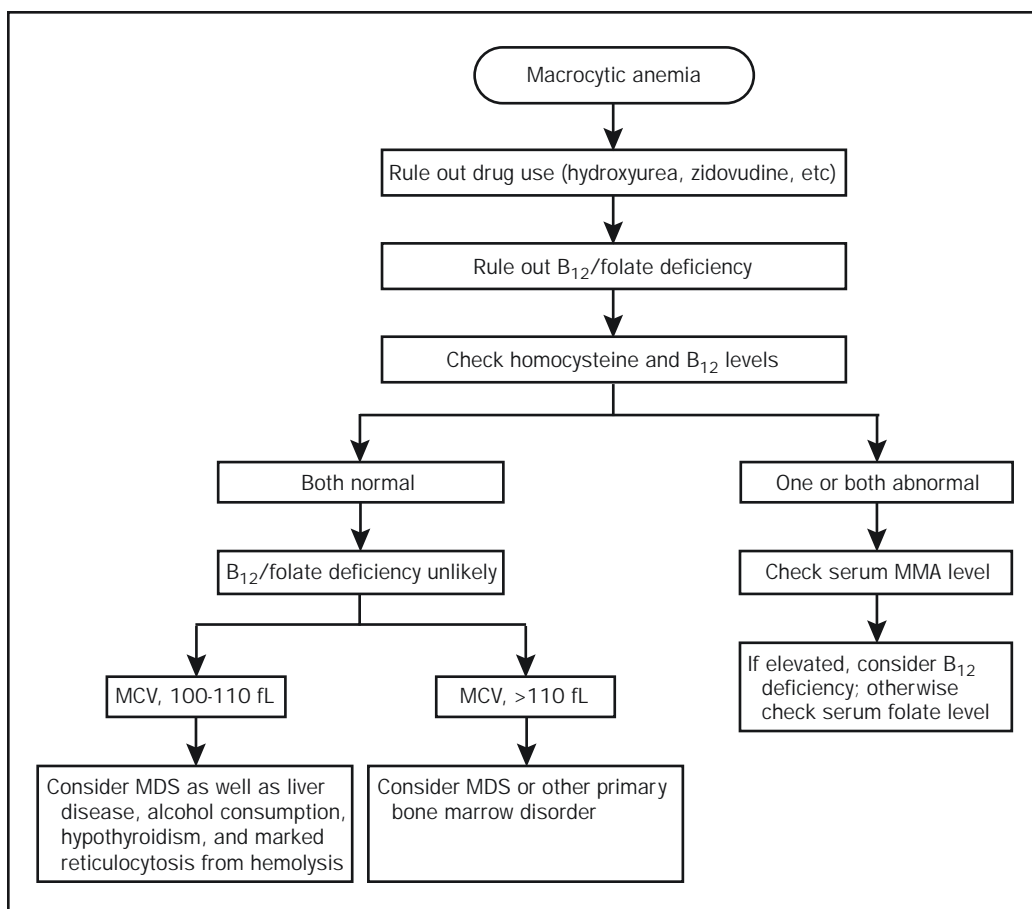 Macrocytic anemia
Rule out drug use (hydroxyurea, zidovudine, etc)
Rule out B12/folate deficiency
Check homocysteine and B12 levels
Both normal
One or both abnormal
B12/folate deficiency unlikely
Check serum MMA level
MCV, 100-110 fL
MCV, >110 fL
If elevated, consider B12
deficiency; otherwise
check serum folate level
Consider MDS as well as liver
disease, alcohol consumption,
hypothyroidism, and marked
reticulocytosis from hemolysis
Consider MDS or other primary
bone marrow disorder